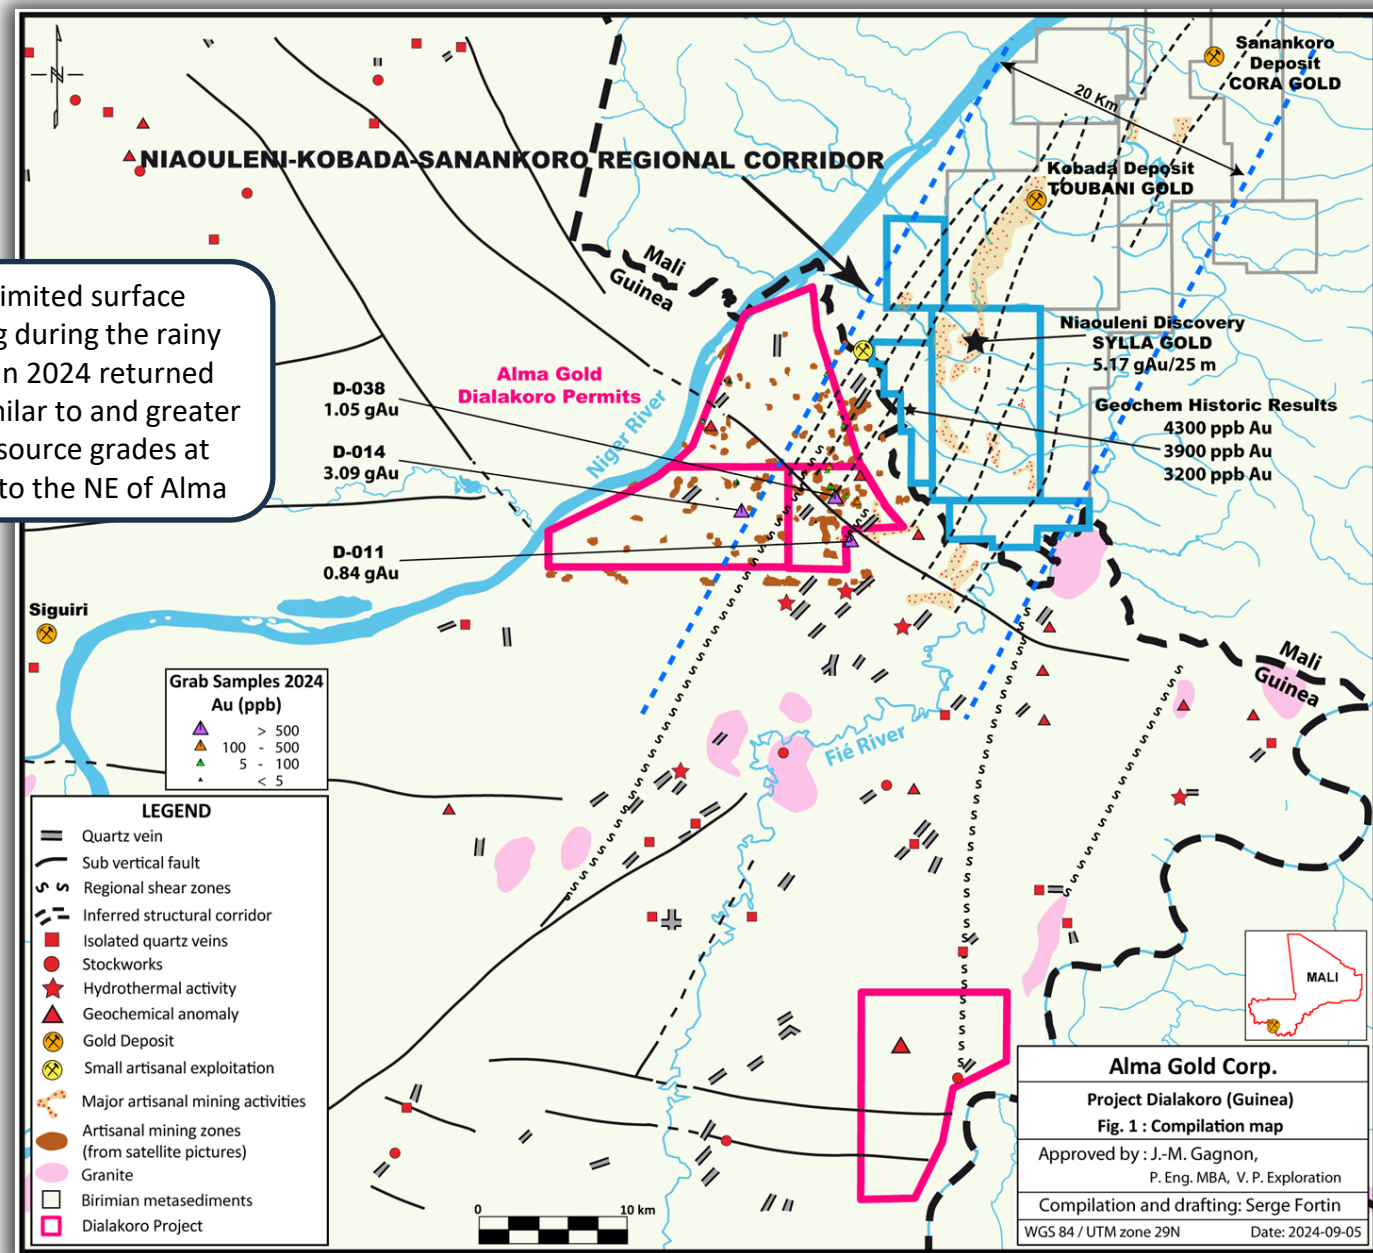 N
Sanankoro
Deposit
CORA GOLD
20 Km
NIAOULENI-KOBADA-SANANKORO REGIONAL CORRIDOR
Kobada Deposit
TOUBANI GOLD
Mali
Guinea
imited surface
g during the rainy
n 2024 returned
milar to and greater
source grades at
to the NE of Alma
Niaouleni Discovery
SYLLA GOLD
5.17 gAu/25 m
Alma Gold
Dialakoro Permits
D-038
1.05 gAu
Geochem Historic Results
4300 ppb Au
3900 ppb Au
3200 ppb Au
Niger River
D-014
3.09 gAu
D-011
0.84 gAu
Siguiri
Mali
Guinea
Fié River
Grab Samples 2024
Au (ppb)
> 500
100 - 500
5 - 100
< 5
LEGEND
Quartz vein
Sub vertical fault
S S Regional shear zones
Inferred structural corridor
Isolated quartz veins
Stockworks
Hydrothermal activity
Geochemical anomaly
Gold Deposit
Small artisanal exploitation
Major artisanal mining activities
Artisanal mining zones
(from satellite pictures)
Granite
Birimian metasediments
Dialakoro Project
0 10 km
MALI
Alma Gold Corp.
Project Dialakoro (Guinea)
Fig. 1 : Compilation map
Approved by : J.-M. Gagnon,
P. Eng. MBA, V. P. Exploration
Compilation and drafting: Serge Fortin
WGS 84 / UTM zone 29N Date: 2024-09-05